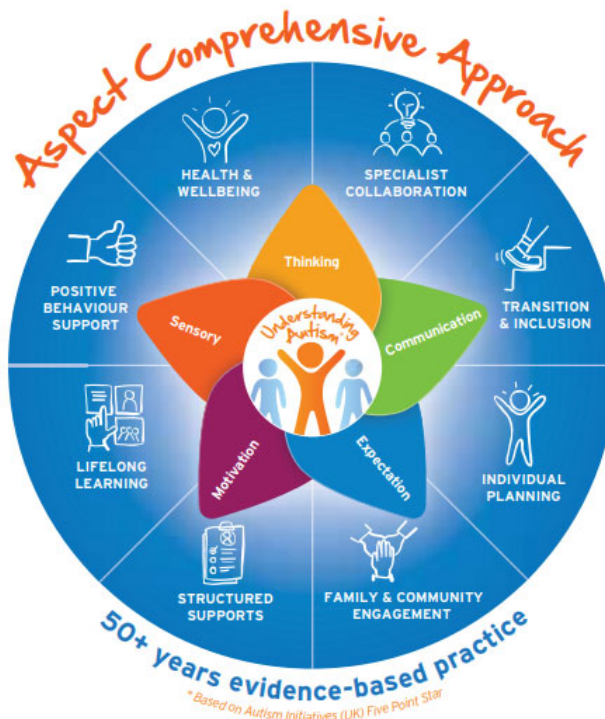 Aspect Comprehensive Approach
HEALTH &
WELLBEING
SPECIALIST
COLLABORATION
TRANSITION
& INCLUSION
INDIVIDUAL
PLANNING
FAMILY & COMMUNITY
ENGAGEMENT
STRUCTURED
SUPPORTS
LIFELONG
LEARNING
POSITIVE
BEHAVIOUR
SUPPORT
Thinking
Communication
Expectation
Motivation
Sensory
Understanding
Autism*
50+ years evidence-based practice
* Based on Autism Initiatives (UK) Five Point Star